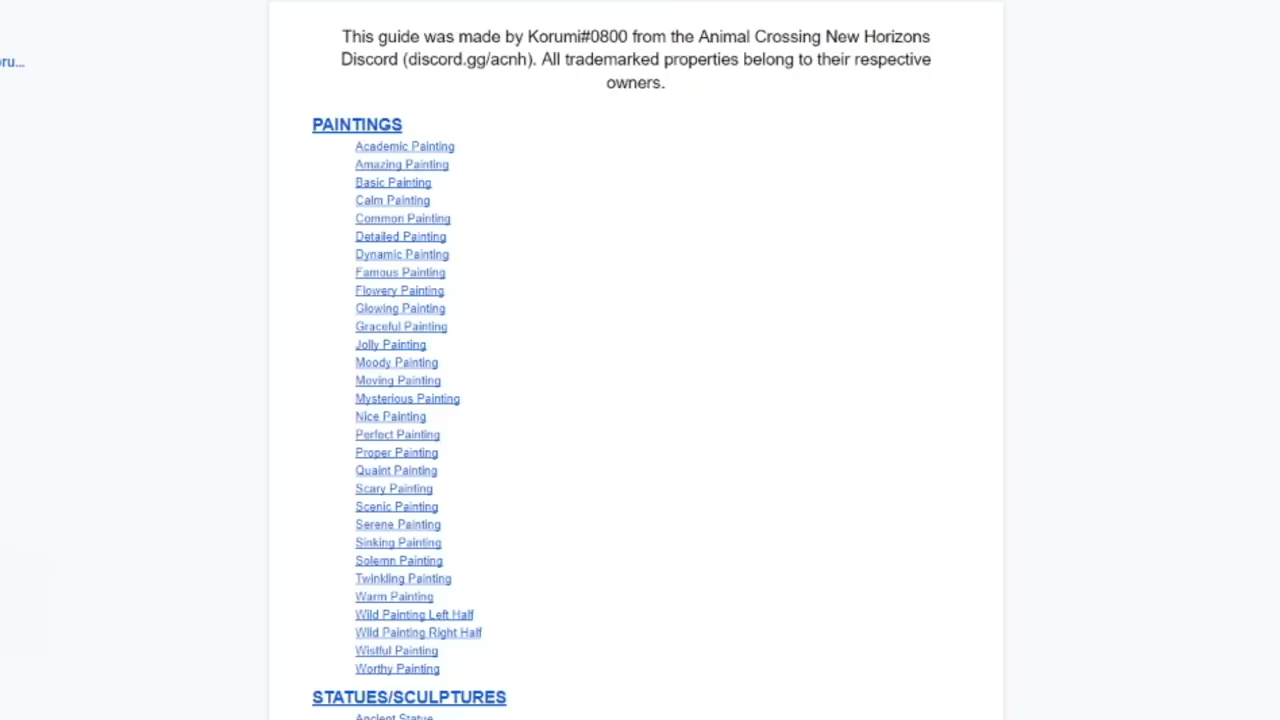 This guide was made by Korumi#0800 from the Animal Crossing New Horizons
Discord (discord.gg/acnh). All trademarked properties belong to their respective
owners.
oru...
PAINTINGS
Academic Painting
Amazing Painting
Basic Painting
Calm Painting
Common Painting
Detailed Painting
Dynamic Painting
Famous Painting
Flowery Painting
Glowing Painting
Graceful Painting
Jolly Painting
Moody Painting
Moving Painting
Mysterious Painting
Nice Painting
Perfect Painting
Proper Painting
Quaint Painting
Scary Painting
Scenic Painting
Serene Painting
Sinking Painting
Solemn Painting
Twinkling Painting
Warm Painting
Wild Painting Left Half
Wild Painting Right Half
Wistful Painting
Worthy Painting
STATUES/SCULPTURES
Ancient Statue